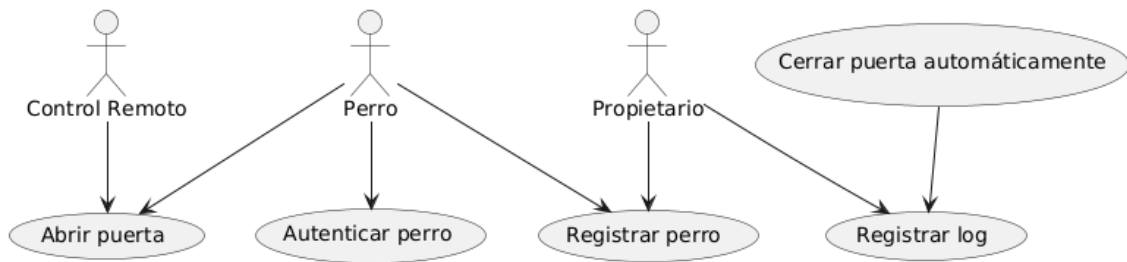 Cerrar puerta automáticamente
Control Remoto
Perro
Propietario
Abrir puerta
Autenticar perro
Registrar perro
Registrar log